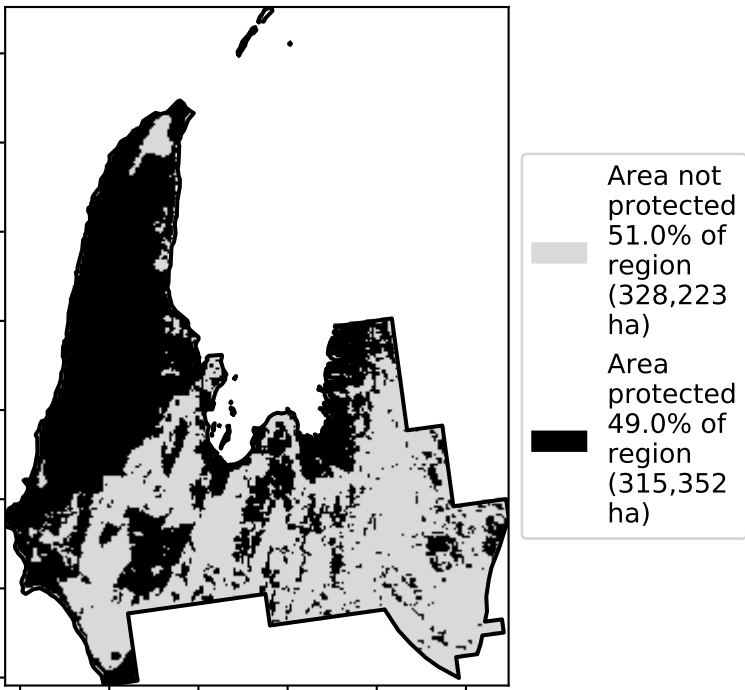 Area not
protected
51.0% of
region
(328,223
ha)
Area
protected
49.0% of
region
(315,352
ha)